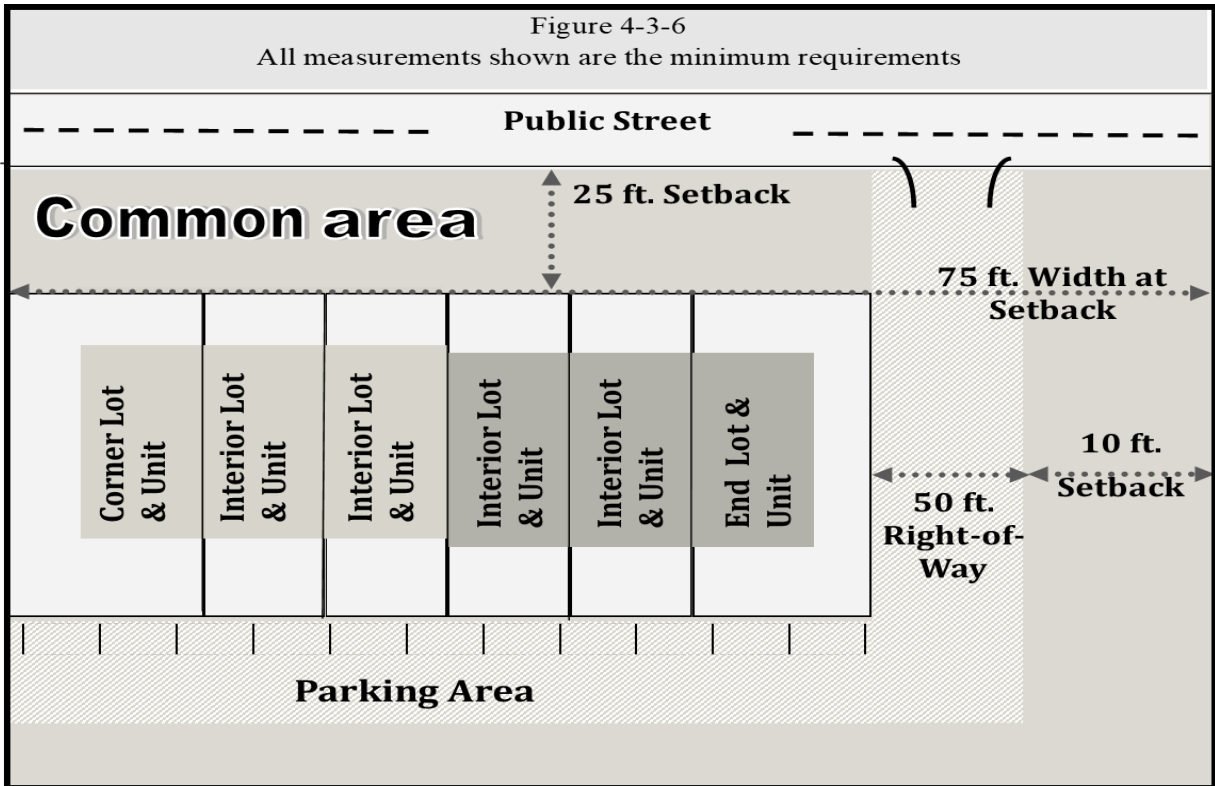 Figure 4-3-6
All measurements shown are the minimum requirements
Public Street
25 ft. Setback
Common area
75 ft. Width at
Setback
Corner Lot
& Unit
Interior Lot
& Unit
Interior Lot
& Unit
Interior Lot
& Unit
Interior Lot
& Unit
End Lot &
Unit
50 ft.
Right-of-
Way
10 ft.
Setback
Parking Area